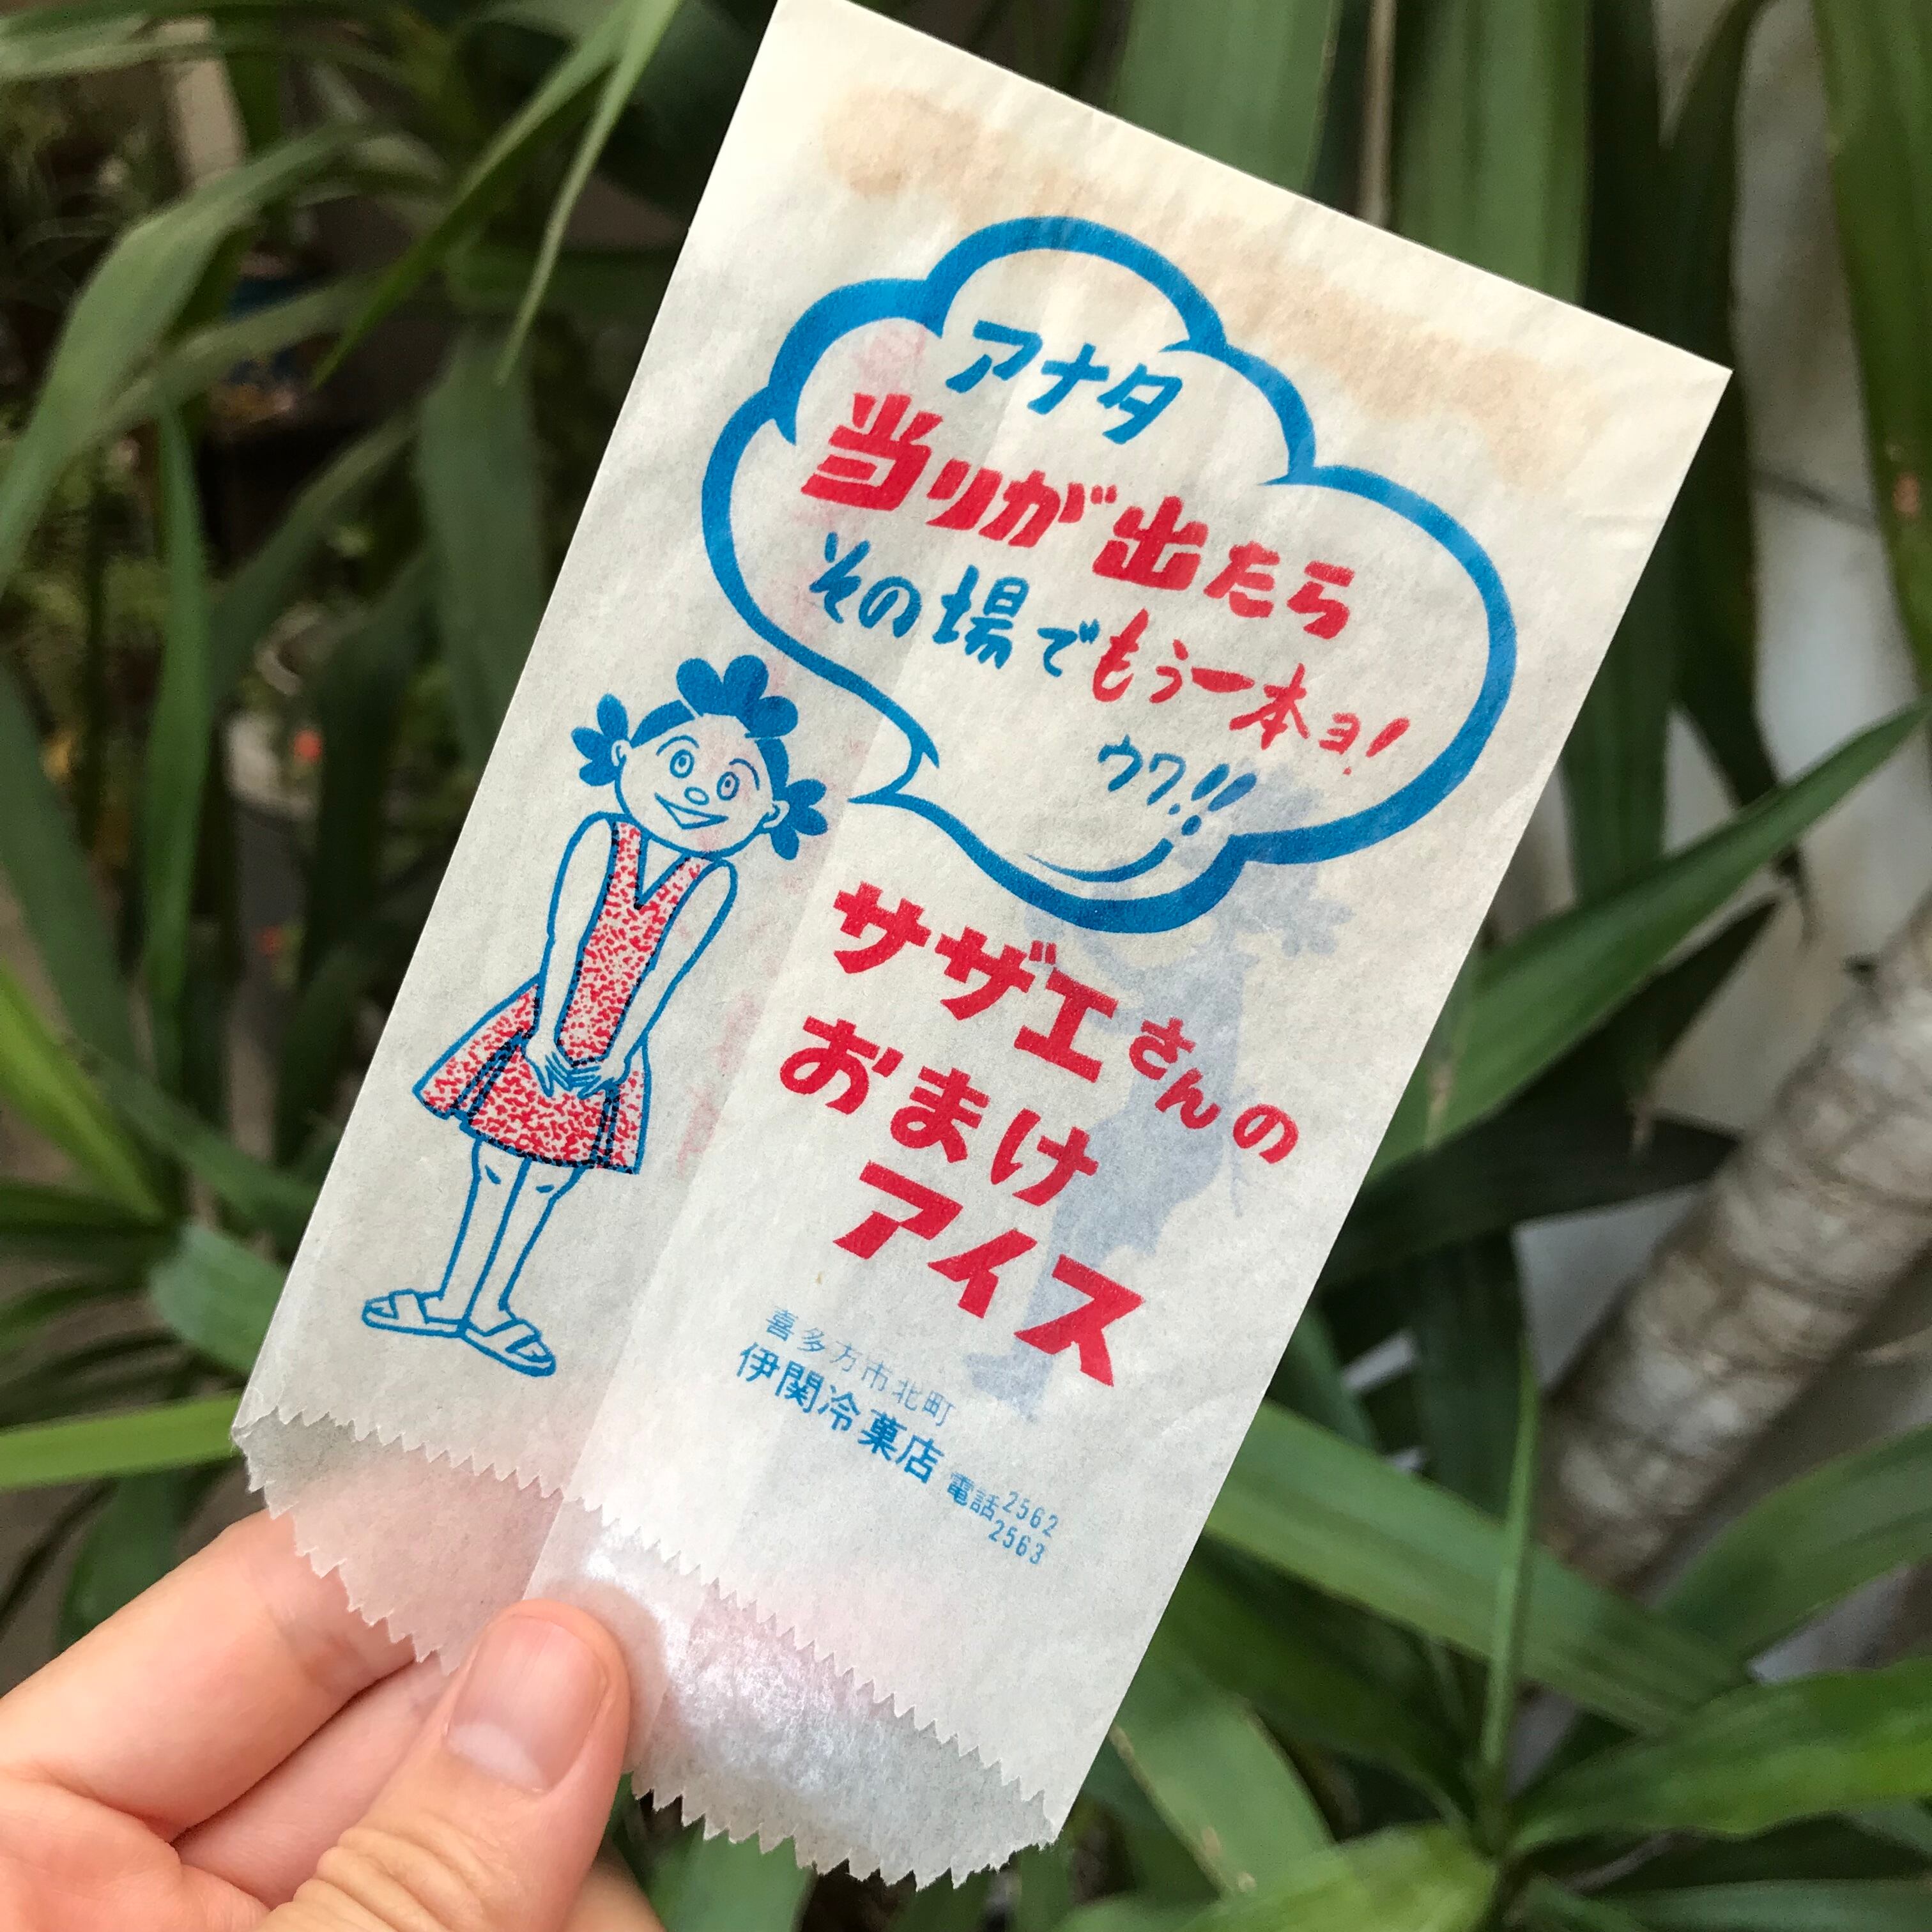 アナタ
当りが出たら
その場でもう一本ョ!
ウワ!!
サザエさんの
おまけ
アイス
喜多方市北町
伊関冷菓店 電話2562
2563